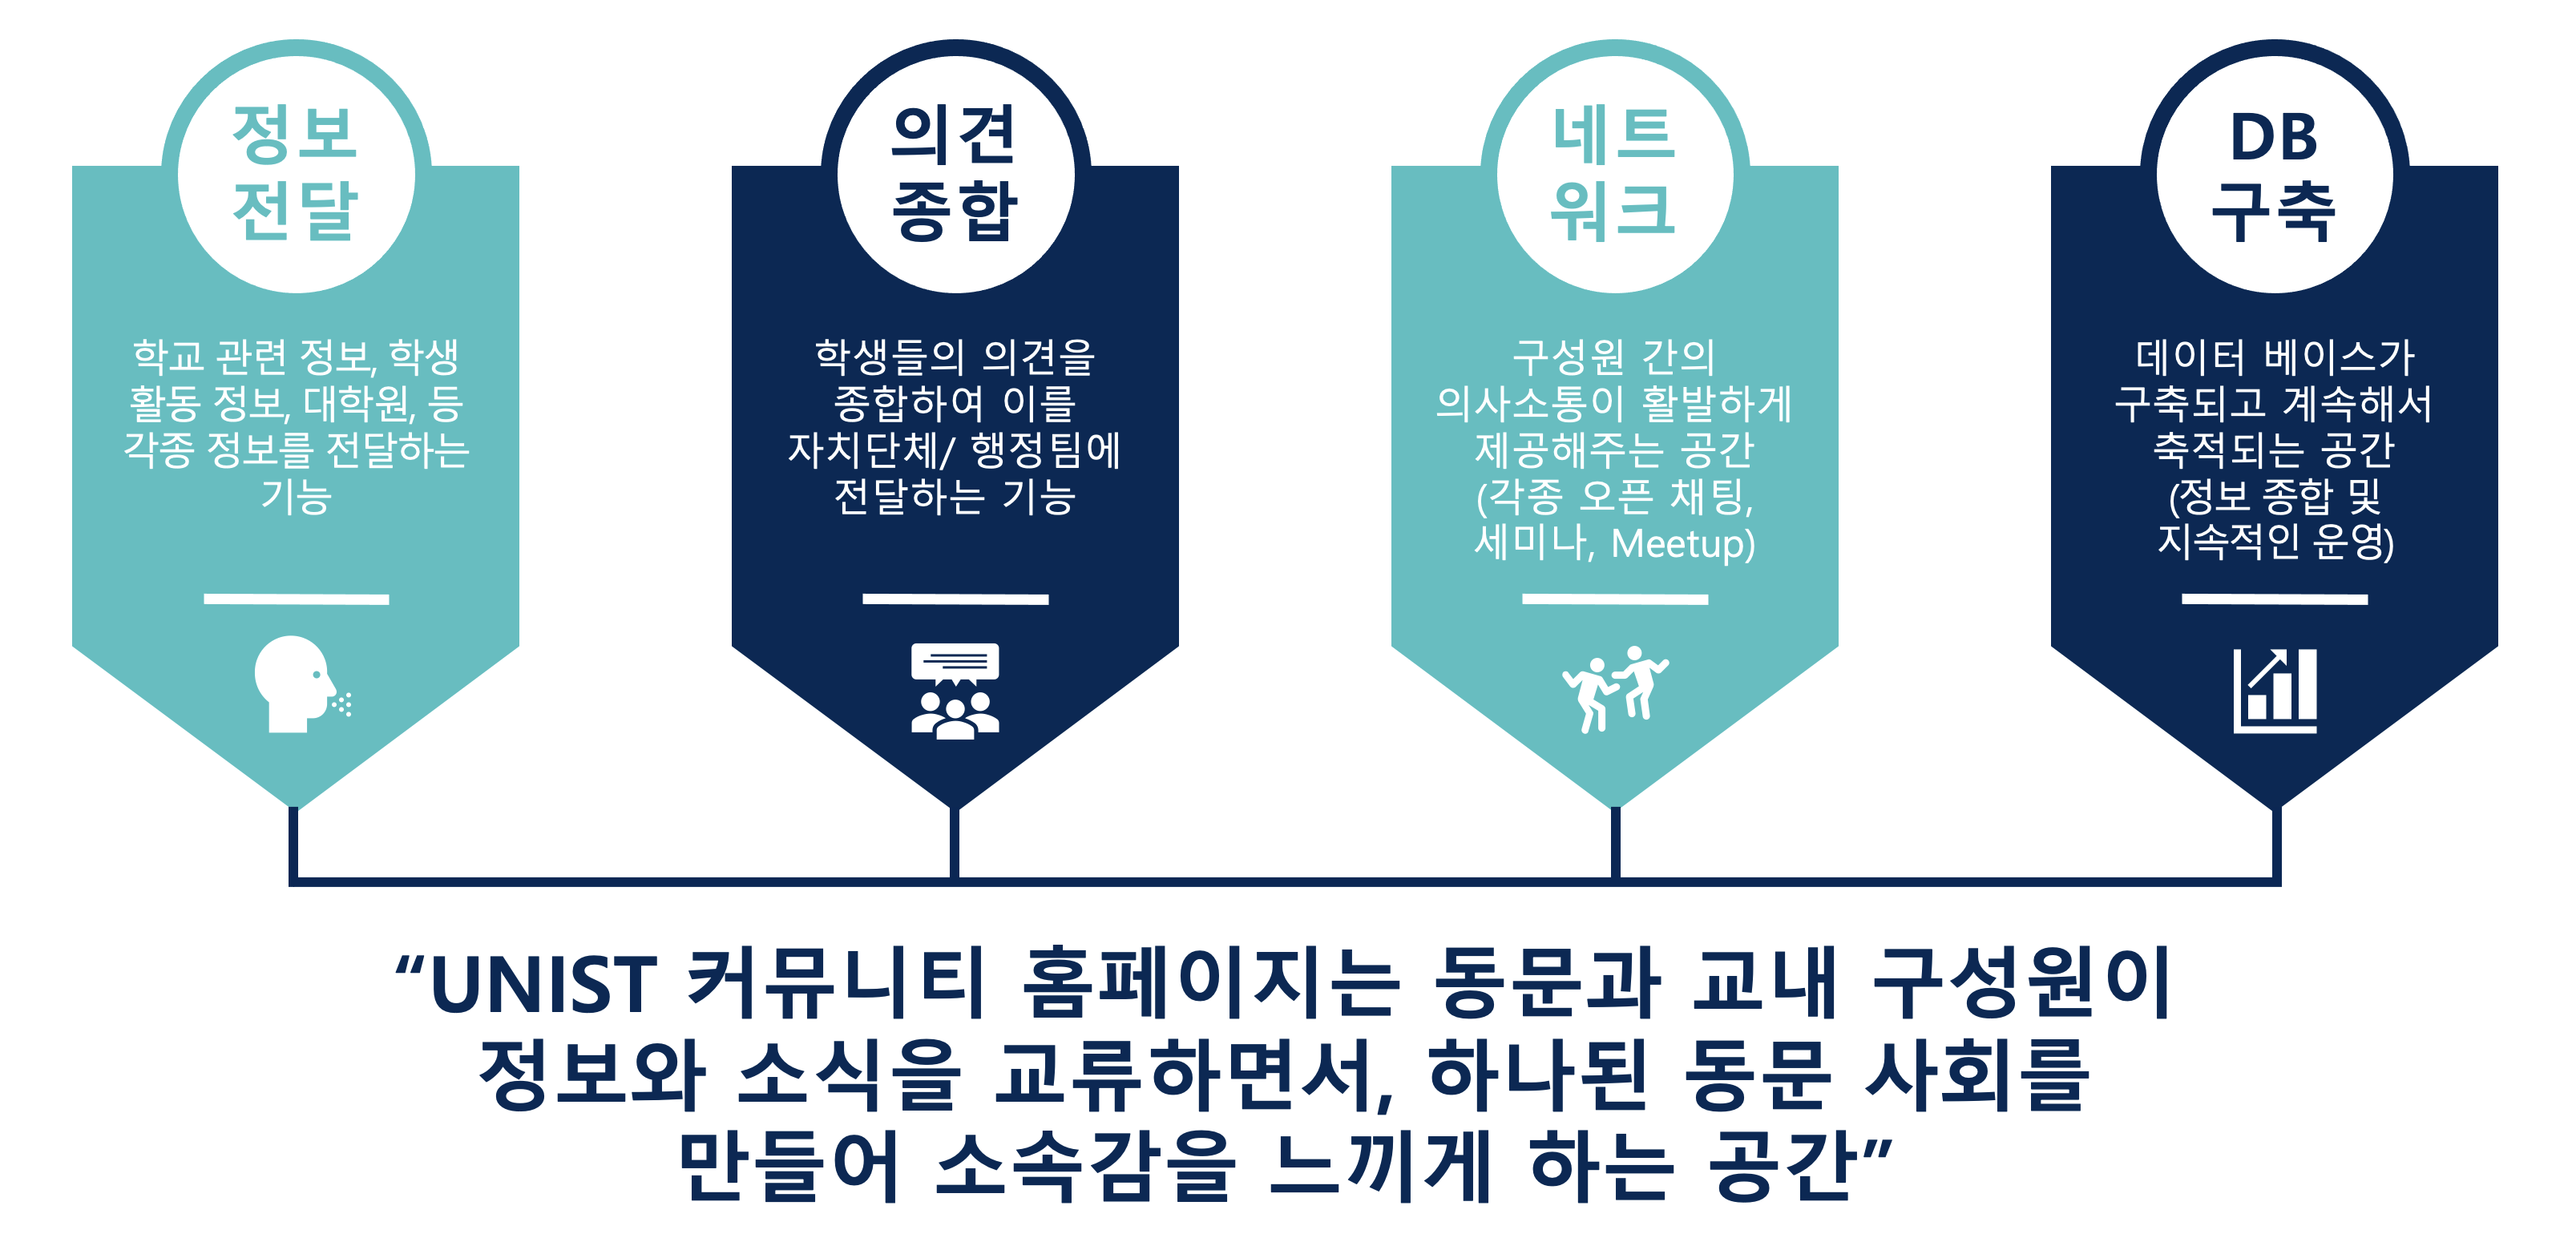 정보
전달
학교 관련 정보, 학생
활동 정보, 대학원, 등
각종 정보를 전달하는
기능
의견
종합
학생들의 의견을
종합하여 이를
자치단체/ 행정팀에
전달하는 기능
네트
워크
구성원 간의
의사소통이 활발하게
제공해주는 공간
(각종 오픈 채팅,
세미나, Meetup)
DB
구축
데이터 베이스가
구축되고 계속해서
축적되는 공간
(정보 종합 및
지속적인 운영)
“UNIST 커뮤니티 홈페이지는 동문과 교내 구성원이
정보와 소식을 교류하면서, 하나된 동문 사회를
만들어 소속감을 느끼게 하는 공간”